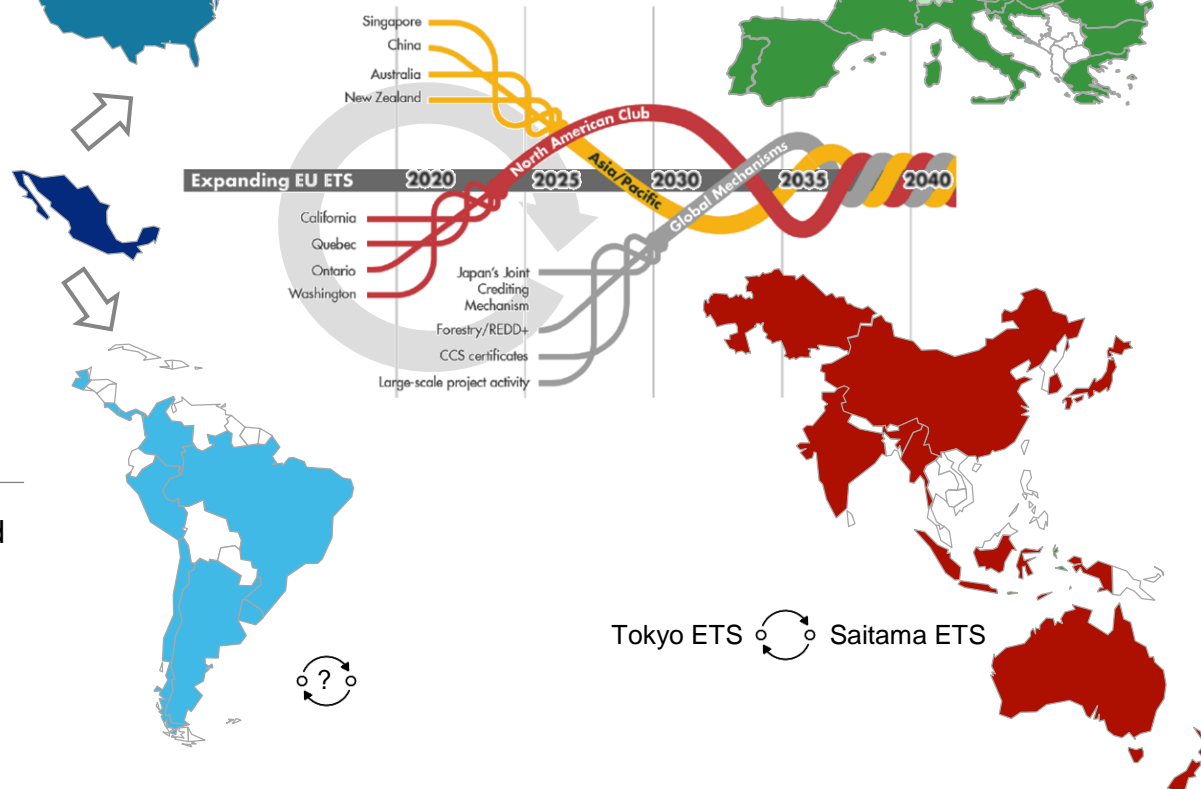 Singapore
China
Australia
New Zealand
North American Club
Asia/Pacific
Global Mechanisms
Expanding EU ETS
2020
2025
2030
2035
2040
California
Quebec
Ontario
Washington
Japan's Joint
Crediting
Mechanism
Forestry/REDD+
CCS certificates
Large-scale project activity
Tokyo ETS
Saitama ETS
?